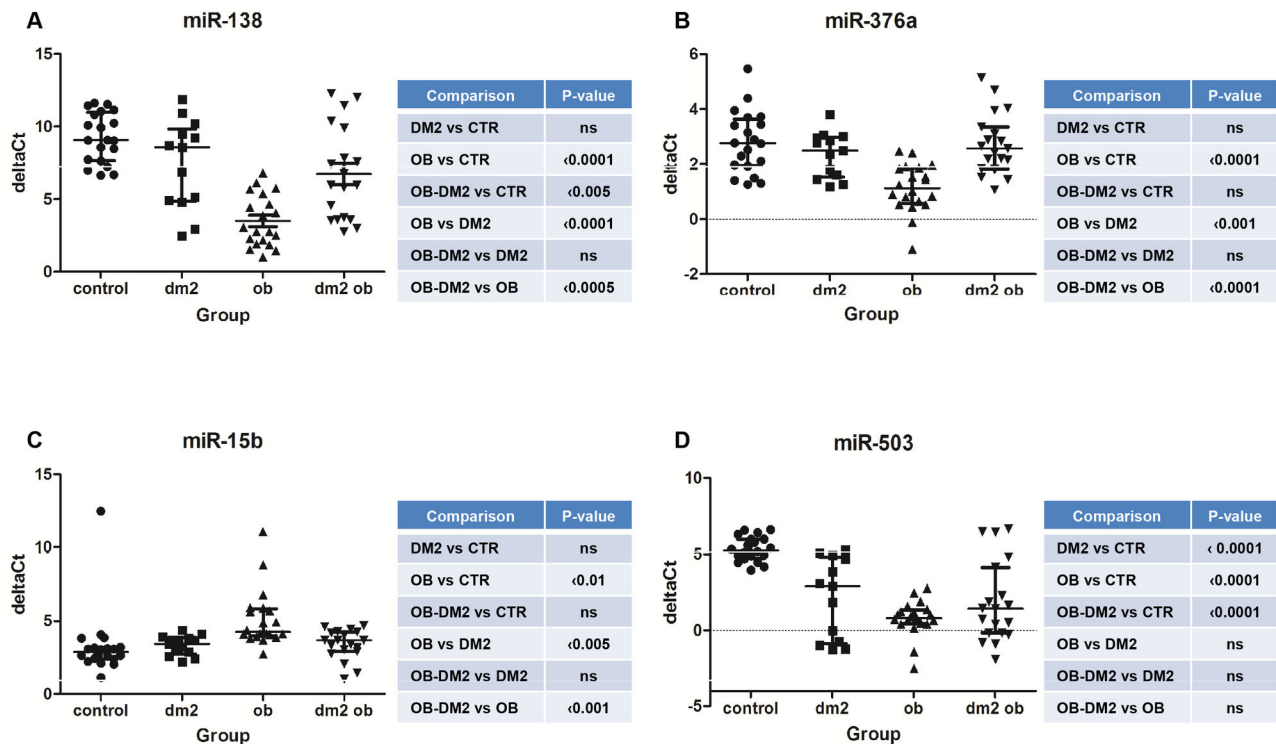 A
miR-138
deltaCt
15
10
5
0
control dm2 ob dm2 ob
Group
Comparison P-value
DM2 vs CTR ns
OB vs CTR ‹0.0001
OB-DM2 vs CTR ‹0.005
OB vs DM2 ‹0.0001
OB-DM2 vs DM2 ns
OB-DM2 vs OB ‹0.0005
B
miR-376a
deltaCt
6
4
2
0
-2
control dm2 ob dm2 ob
Group
Comparison P-value
DM2 vs CTR ns
OB vs CTR ‹0.0001
OB-DM2 vs CTR ns
OB vs DM2 ‹0.001
OB-DM2 vs DM2 ns
OB-DM2 vs OB ‹0.0001
C
miR-15b
deltaCt
15
10
5
0
control dm2 ob dm2 ob
Group
Comparison P-value
DM2 vs CTR ns
OB vs CTR ‹0.01
OB-DM2 vs CTR ns
OB vs DM2 ‹0.005
OB-DM2 vs DM2 ns
OB-DM2 vs OB ‹0.001
D
miR-503
deltaCt
10
5
0
-5
control dm2 ob dm2 ob
Group
Comparison P-value
DM2 vs CTR ‹ 0.0001
OB vs CTR ‹0.0001
OB-DM2 vs CTR ‹0.0001
OB vs DM2 ns
OB-DM2 vs DM2 ns
OB-DM2 vs OB ns